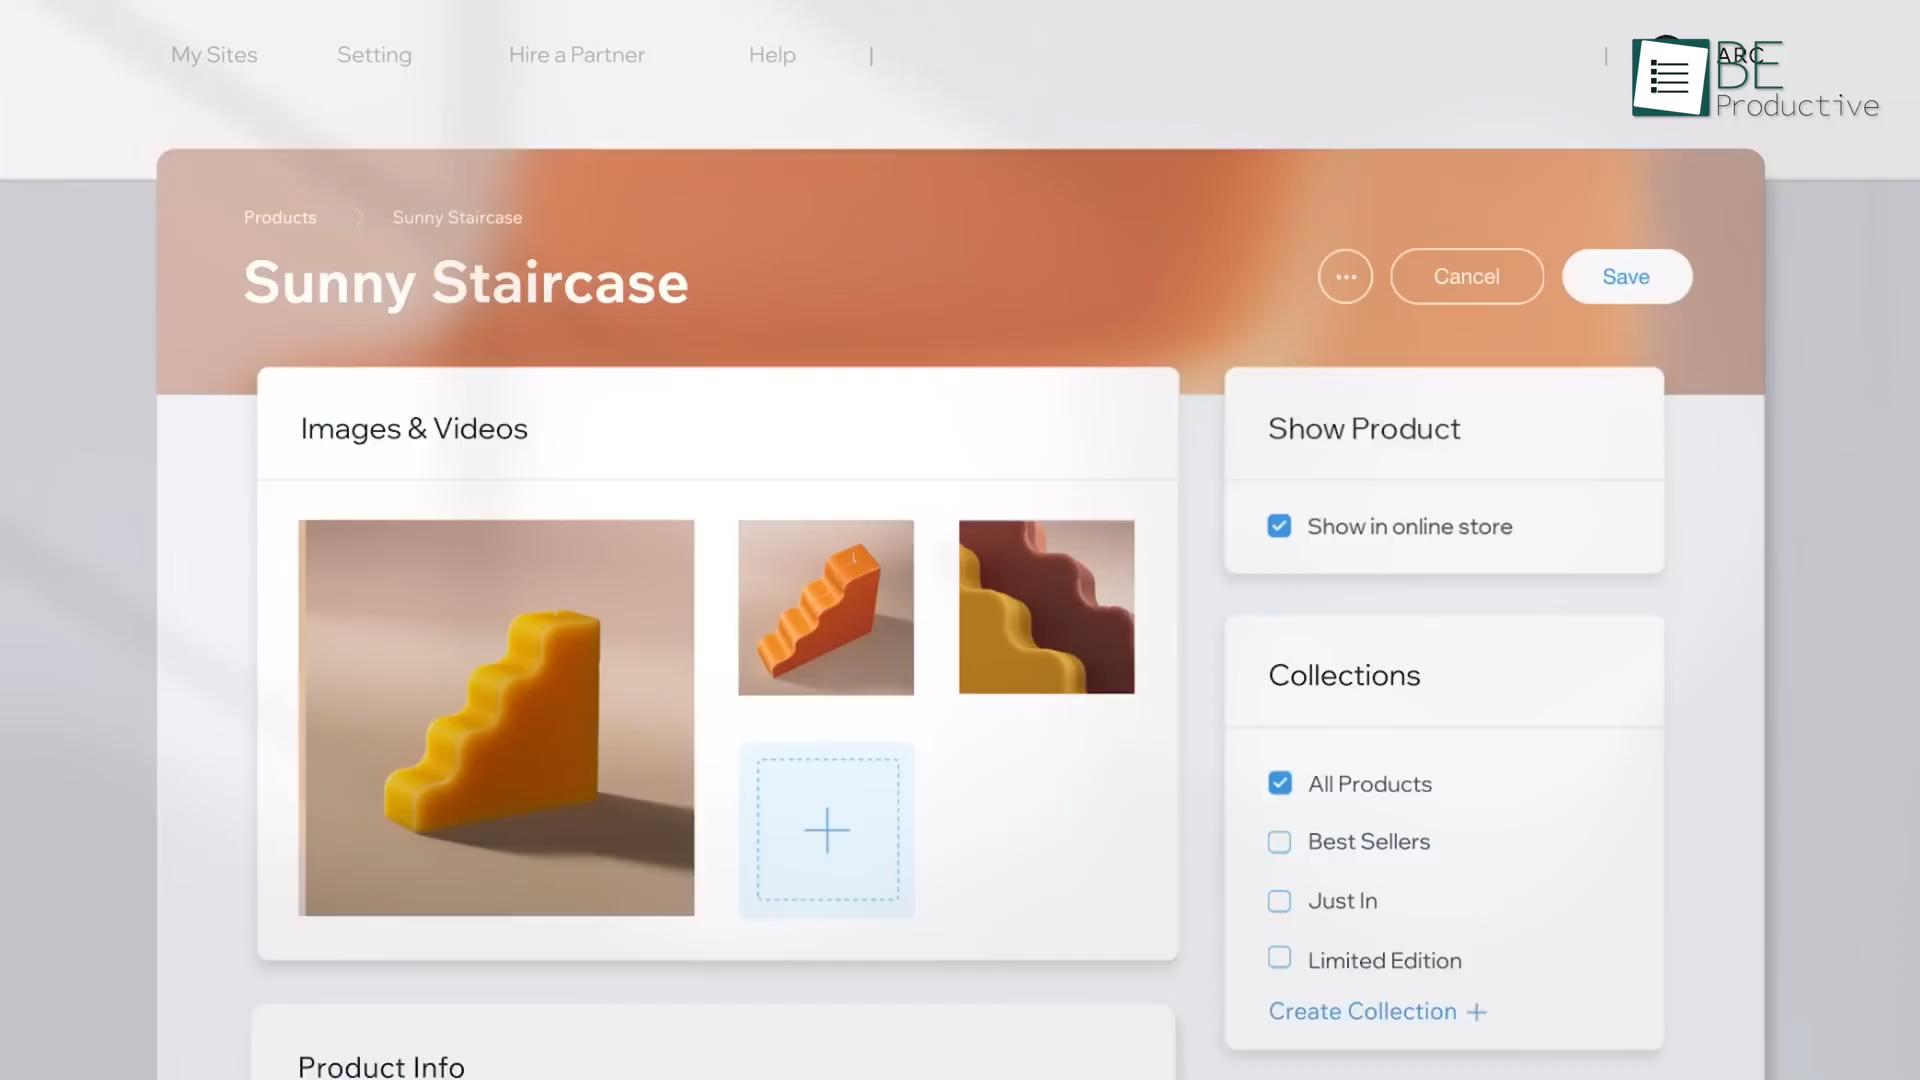 My Sites
Setting
Hire a Partner
Help
ARC
BE
Productive
Products
Sunny Staircase
Sunny Staircase
Cancel
Save
Images & Videos
Show Product
Show in online store
Collections
All Products
Best Sellers
Just In
Limited Edition
Create Collection +
Product Info